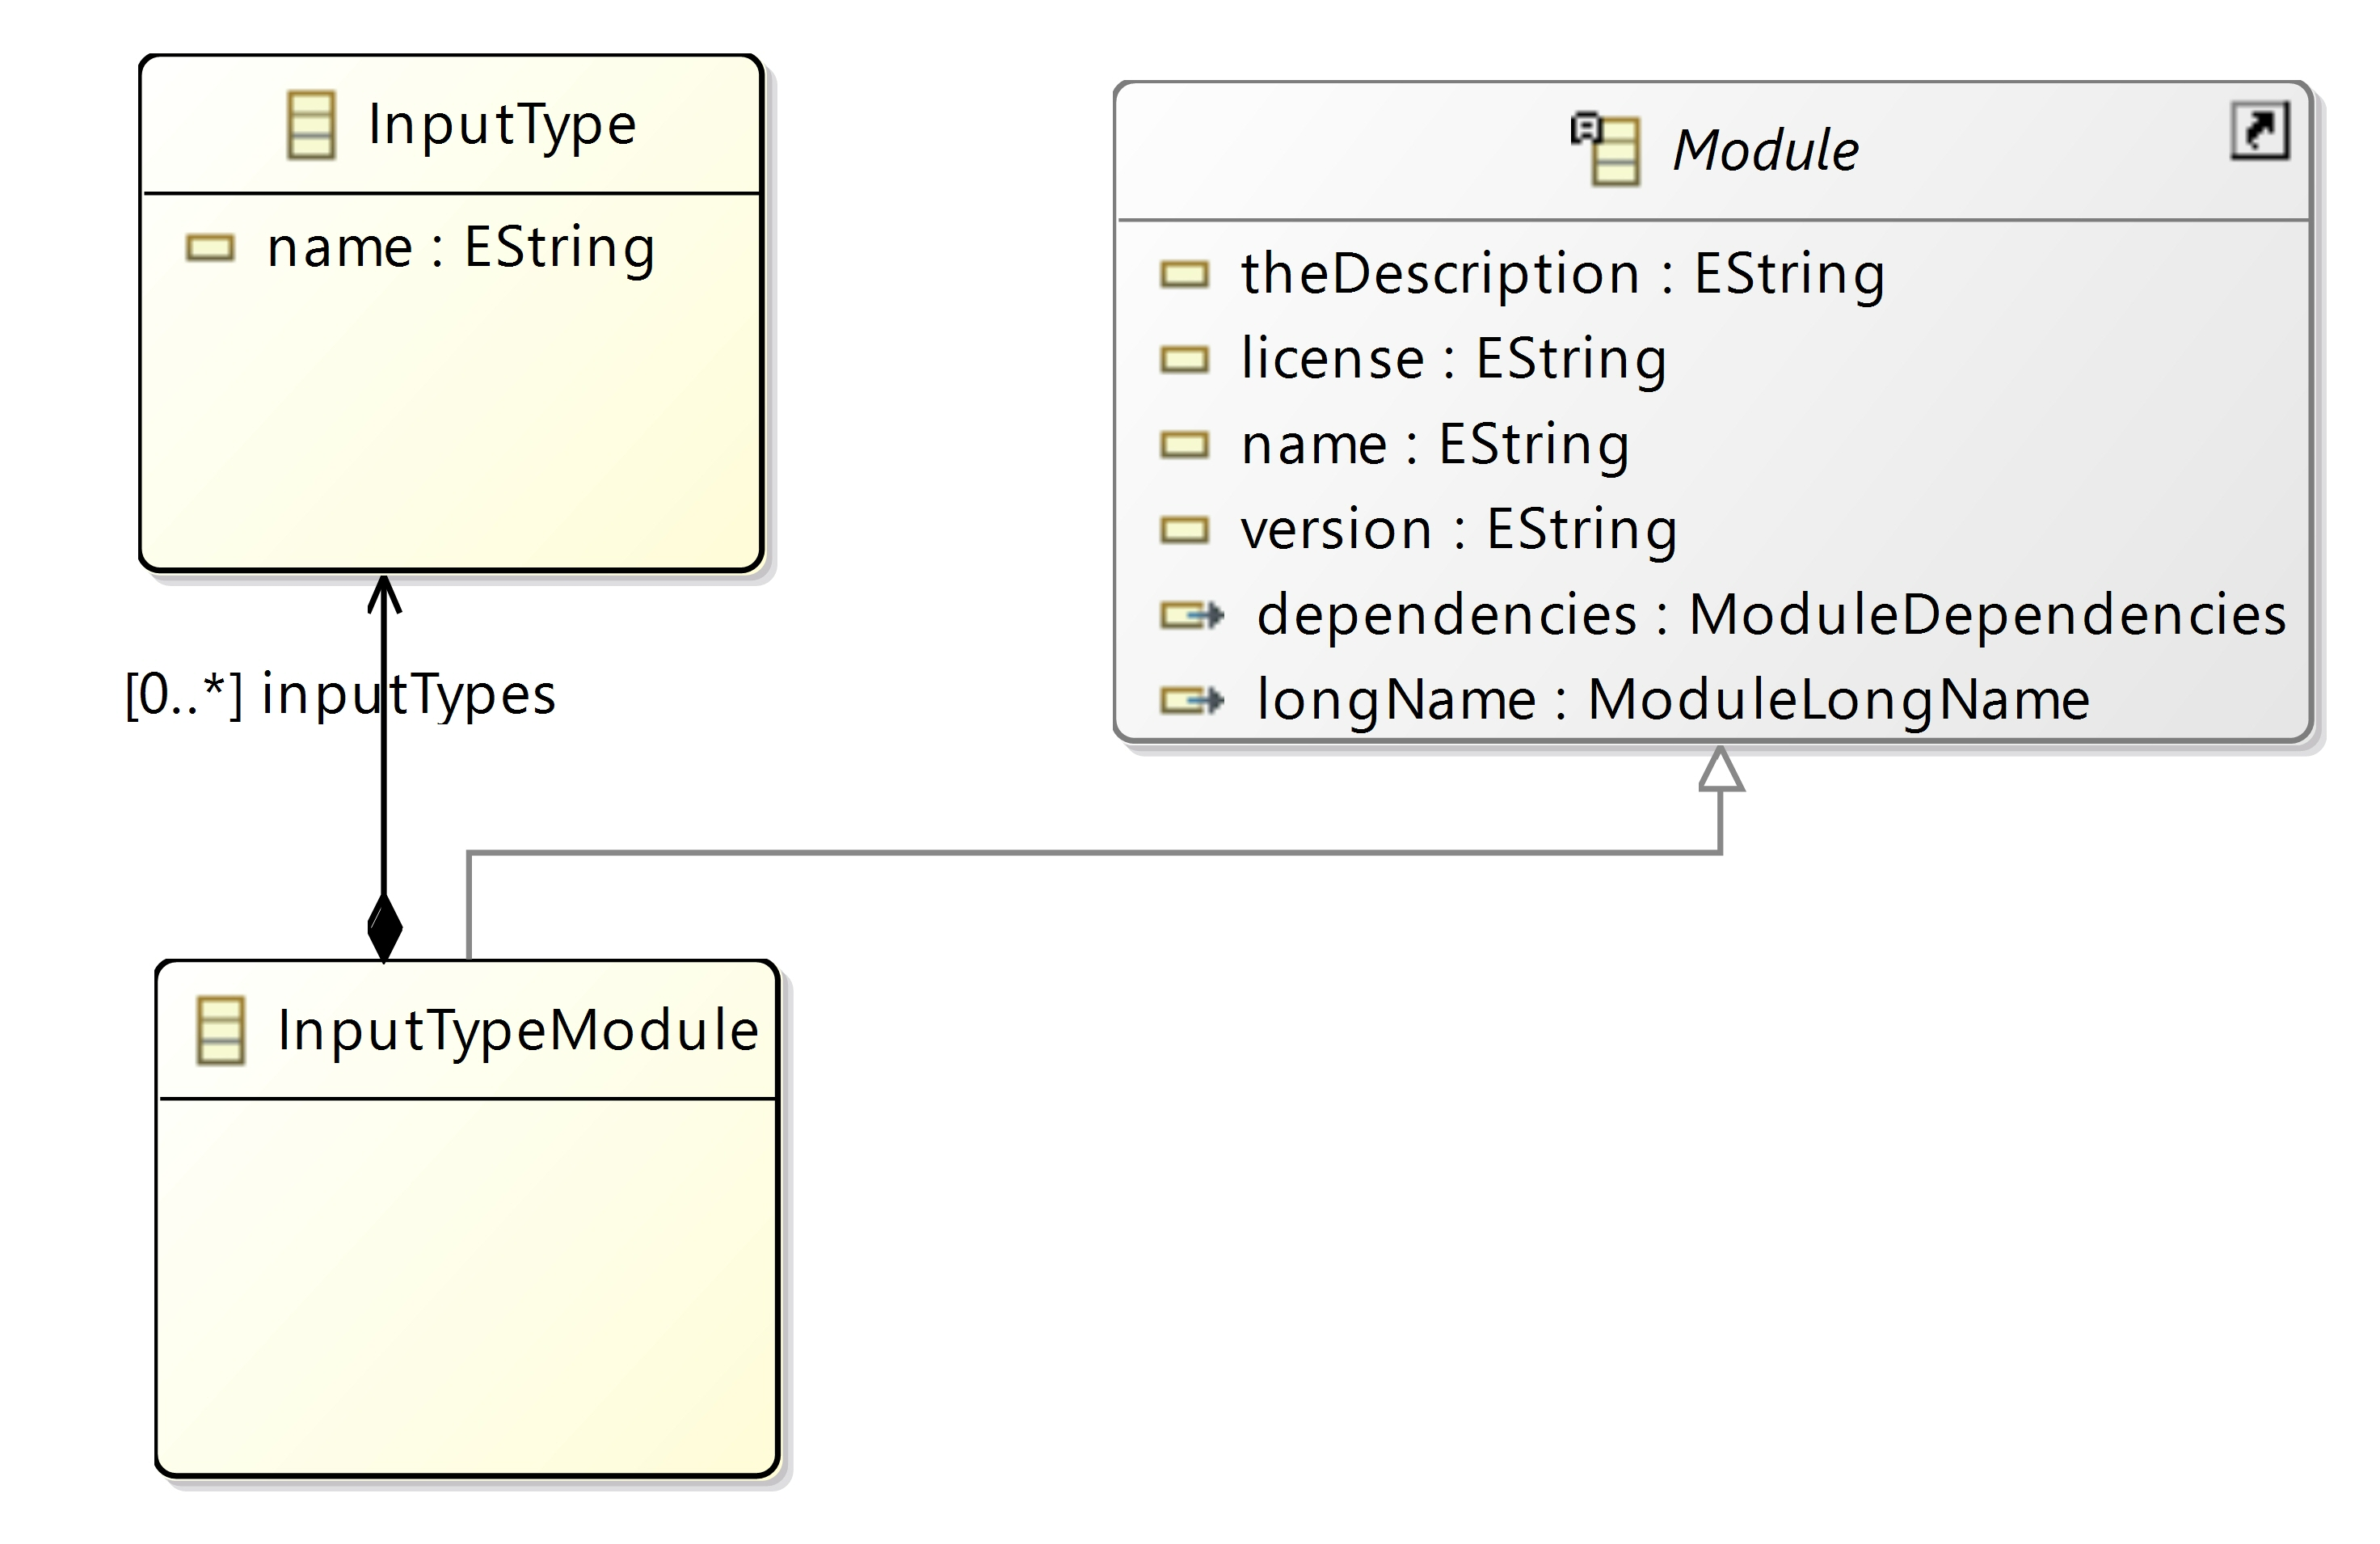 InputType
name : EString
Module
theDescription : EString
license : EString
name : EString
version : EString
dependencies : ModuleDependencies
longName : ModuleLongName
[0..*] inputTypes
InputTypeModule